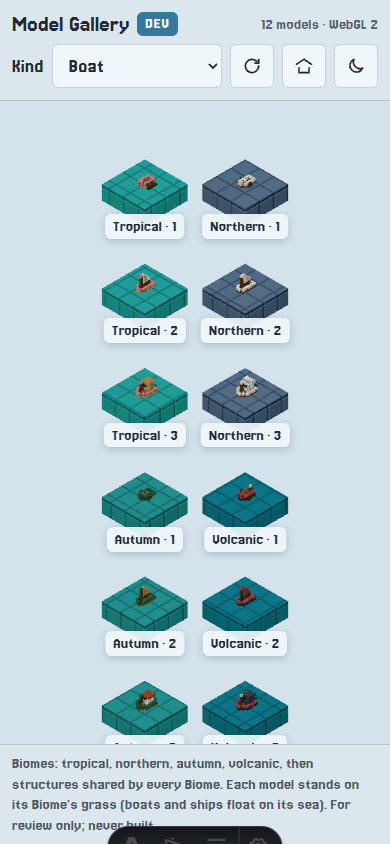 Model Gallery DEV 12 models · WebGL 2
Kind Boat
Tropical · 1 Northern · 1
Tropical · 2 Northern · 2
Tropical · 3 Northern · 3
Autumn · 1 Volcanic · 1
Autumn · 2 Volcanic · 2
Biomes: tropical, northern, autumn, volcanic, then
structures shared by every Biome. Each model stands on
its Biome's grass (boats and ships float on its sea). For
review only; never built.